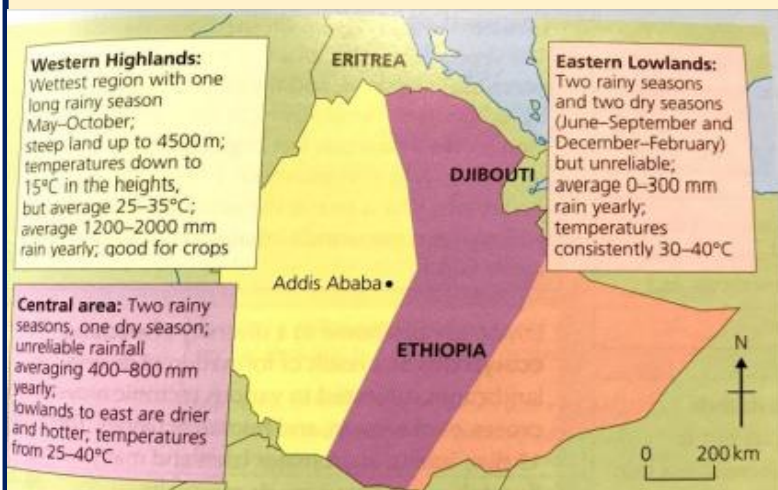 Western Highlands:
Wettest region with one
long rainy season
May–October;
steep land up to 4500 m;
temperatures down to
15°C in the heights,
but average 25–35°C;
average 1200–2000 mm
rain yearly; good for crops
Central area: Two rainy
seasons, one dry season;
unreliable rainfall
averaging 400–800 mm
yearly;
lowlands to east are drier
and hotter; temperatures
from 25–40°C
ERITREA
DJIBOUTI
Addis Ababa
ETHIOPIA
Eastern Lowlands:
Two rainy seasons
and two dry seasons
(June–September and
December–February)
but unreliable;
average 0–300 mm
rain yearly;
temperatures
consistently 30–40°C
N
0 200 km